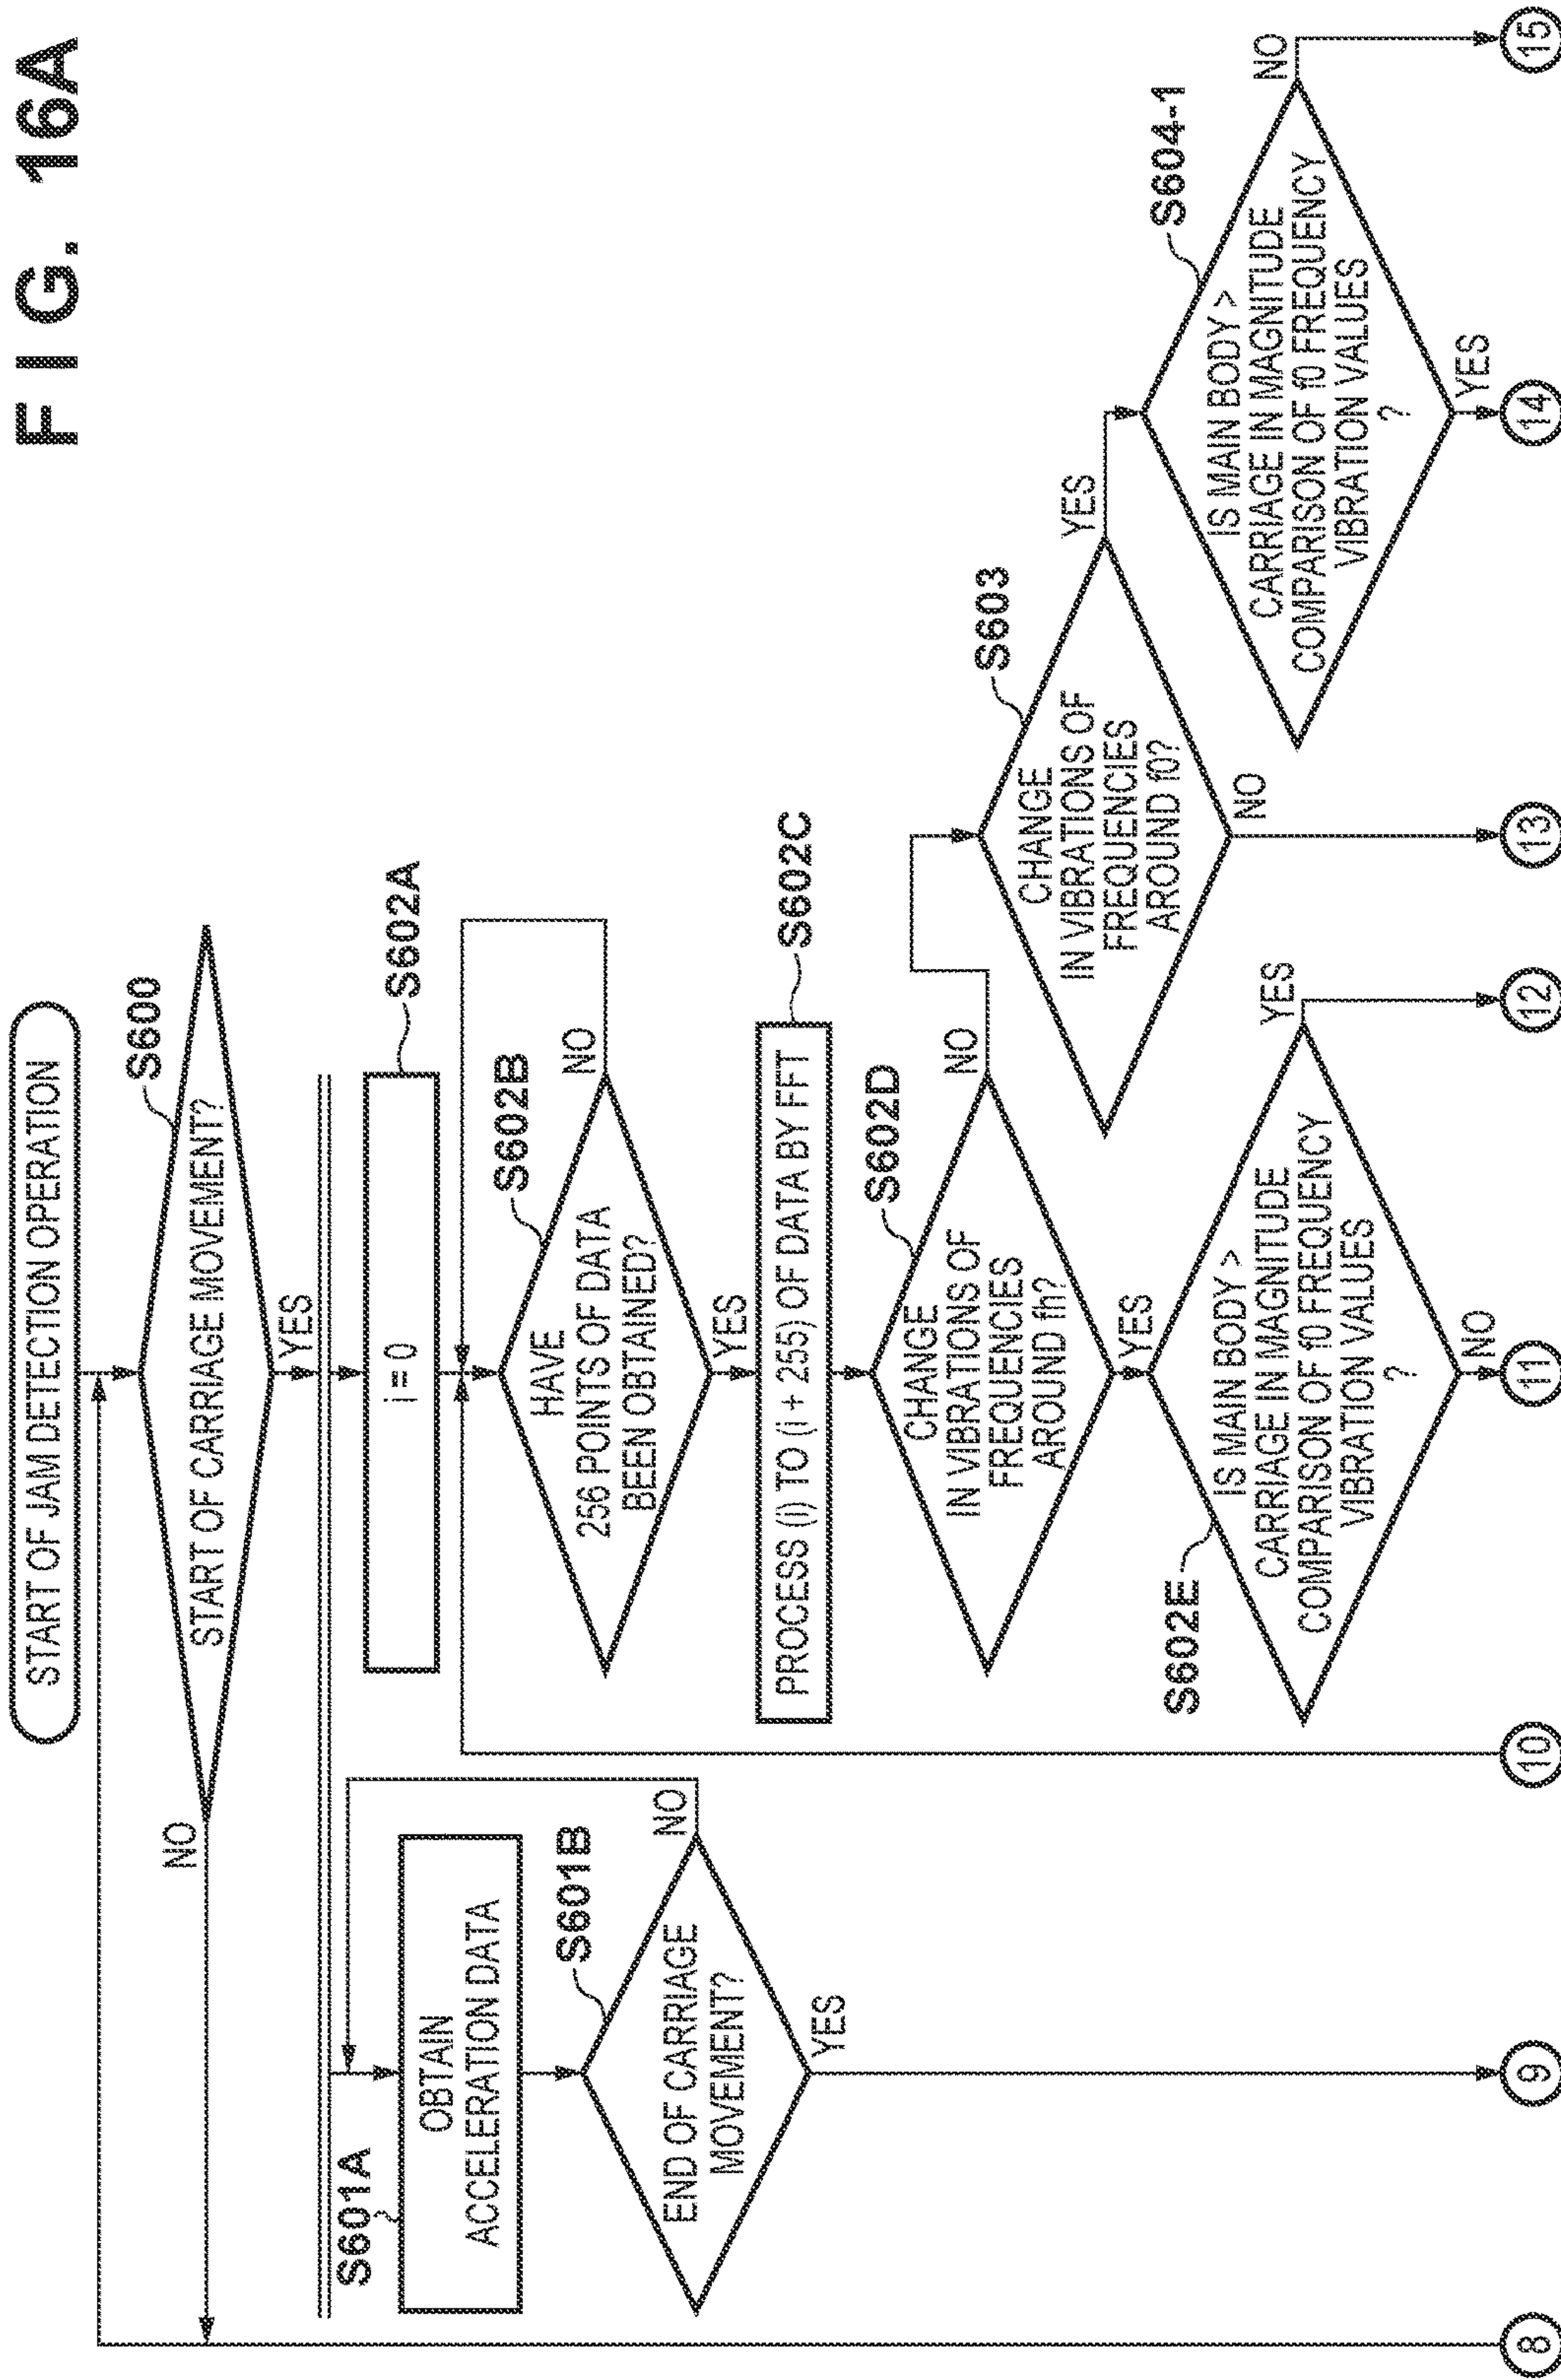 FIG. 16A
START OF JAM DETECTION OPERATION
S600
START OF CARRIAGE MOVEMENT?
NO
YES
S601A
OBTAIN
ACCELERATION DATA
S601B
END OF CARRIAGE
MOVEMENT?
NO
YES
S602A
i = 0
S602B
HAVE
256 POINTS OF DATA
BEEN OBTAINED?
NO
YES
S602C
PROCESS (i) TO (i + 255) OF DATA BY FFT
S602D
CHANGE
IN VIBRATIONS OF
FREQUENCIES
AROUND fh?
NO
YES
S602E
IS MAIN BODY >
CARRIAGE IN MAGNITUDE
COMPARISON OF f0 FREQUENCY
VIBRATION VALUES
?
YES
NO
S603
CHANGE
IN VIBRATIONS OF
FREQUENCIES
AROUND f0?
YES
NO
S604-1
IS MAIN BODY >
CARRIAGE IN MAGNITUDE
COMPARISON OF f0 FREQUENCY
VIBRATION VALUES
?
NO
YES
8
9
10
11
12
13
14
15